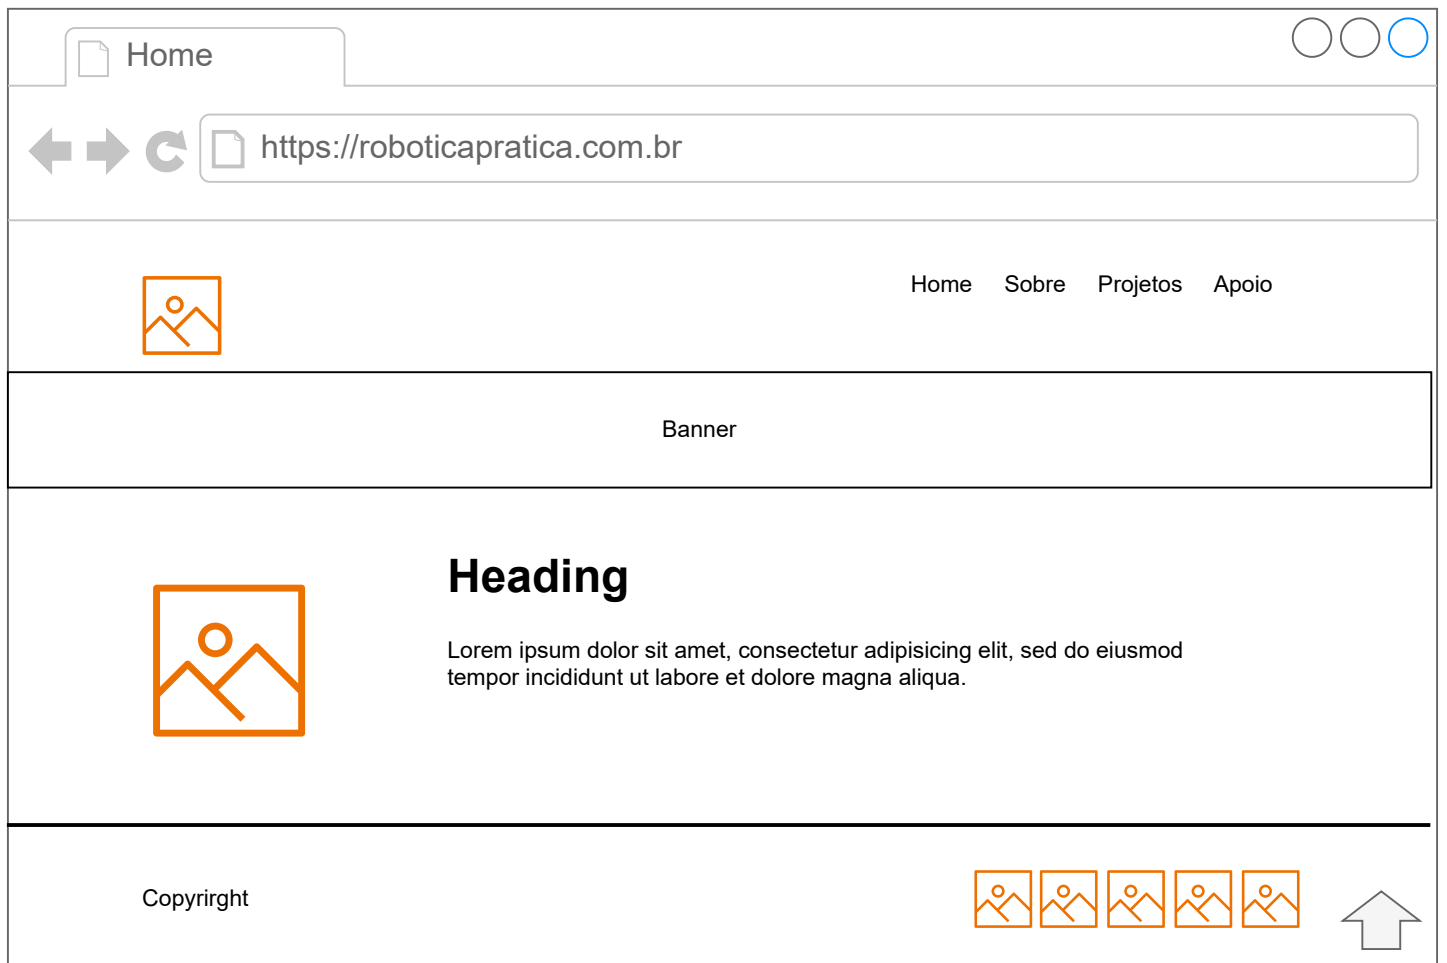 Home
https://roboticapratica.com.br
Home Sobre Projetos Apoio
Banner
Heading
Lorem ipsum dolor sit amet, consectetur adipisicing elit, sed do eiusmod
tempor incididunt ut labore et dolore magna aliqua.
Copyrirght